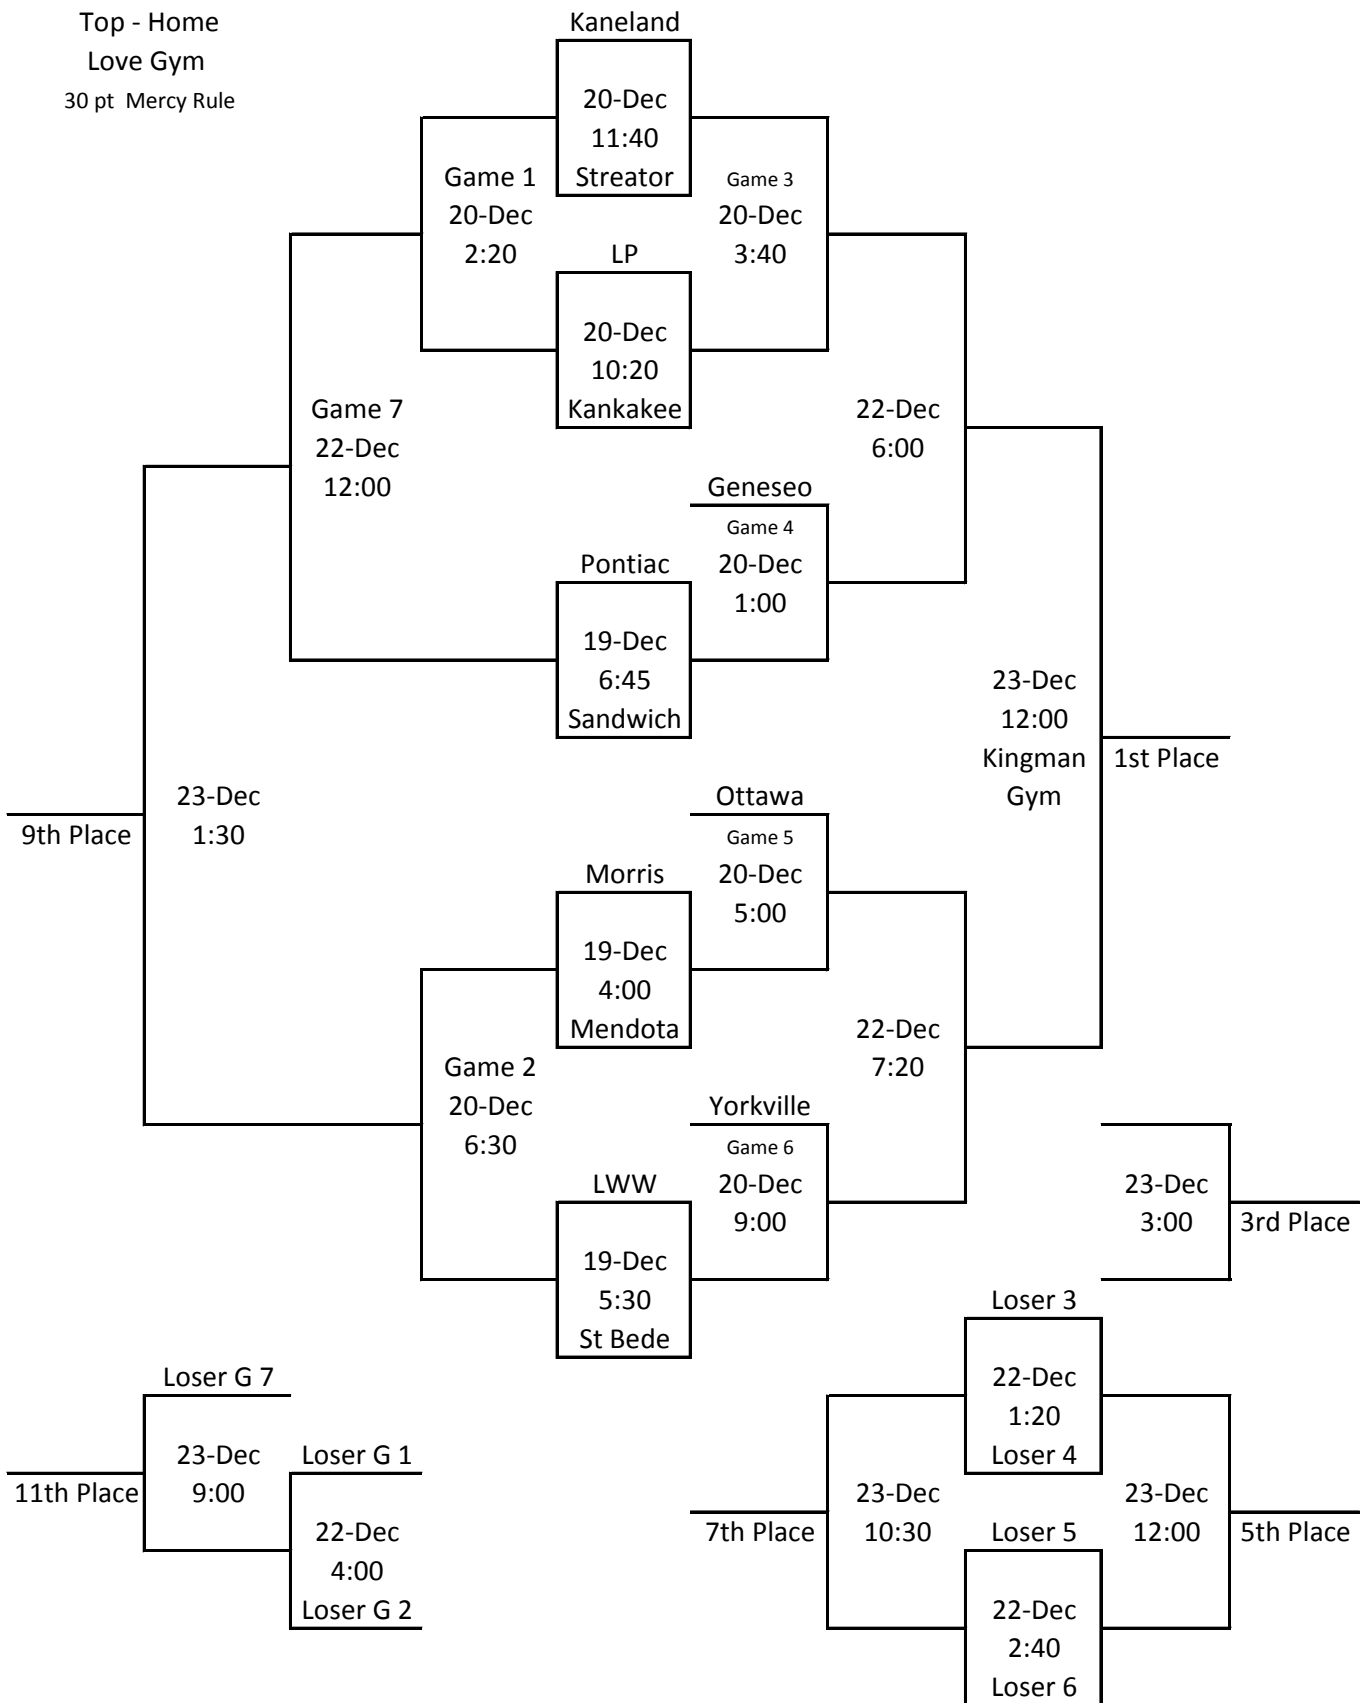 Top - Home
Love Gym
30 pt  Mercy Rule
Kaneland
20-Dec
11:40
Streator
Game 1
20-Dec
2:20
Game 3
20-Dec
3:40
LP
20-Dec
10:20
Kankakee
Game 7
22-Dec
12:00
22-Dec
6:00
Geneseo
Game 4
20-Dec
1:00
Pontiac
19-Dec
6:45
Sandwich
23-Dec
12:00
Kingman
Gym
1st Place
Ottawa
Game 5
20-Dec
5:00
23-Dec
1:30
9th Place
Morris
19-Dec
4:00
Mendota
22-Dec
7:20
Game 2
20-Dec
6:30
Yorkville
Game 6
20-Dec
9:00
LWW
19-Dec
5:30
St Bede
23-Dec
3:00
3rd Place
Loser G 7
23-Dec
9:00
11th Place
Loser G 1
22-Dec
4:00
Loser G 2
Loser 3
22-Dec
1:20
Loser 4
23-Dec
10:30
7th Place
23-Dec
12:00
5th Place
Loser 5
22-Dec
2:40
Loser 6